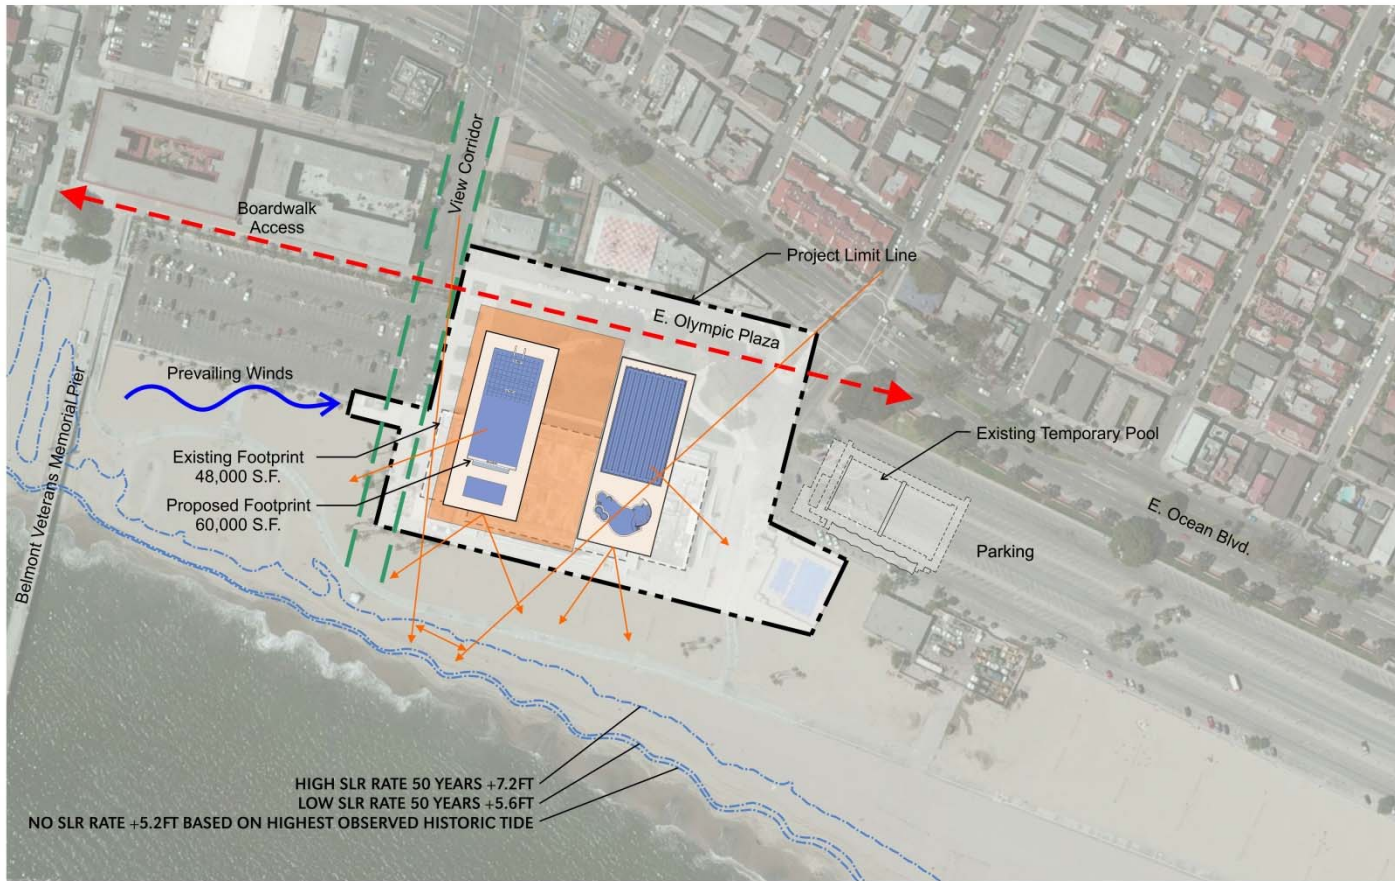 View Corridor
Boardwalk
Access
Project Limit Line
E. Olympic Plaza
Prevailing Winds
Belmont Veterans Memorial Pier
Existing Footprint
48,000 S.F.
Proposed Footprint
60,000 S.F.
Existing Temporary Pool
E. Ocean Blvd.
Parking
HIGH SLR RATE 50 YEARS +7.2FT
LOW SLR RATE 50 YEARS +5.6FT
NO SLR RATE +5.2FT BASED ON HIGHEST OBSERVED HISTORIC TIDE